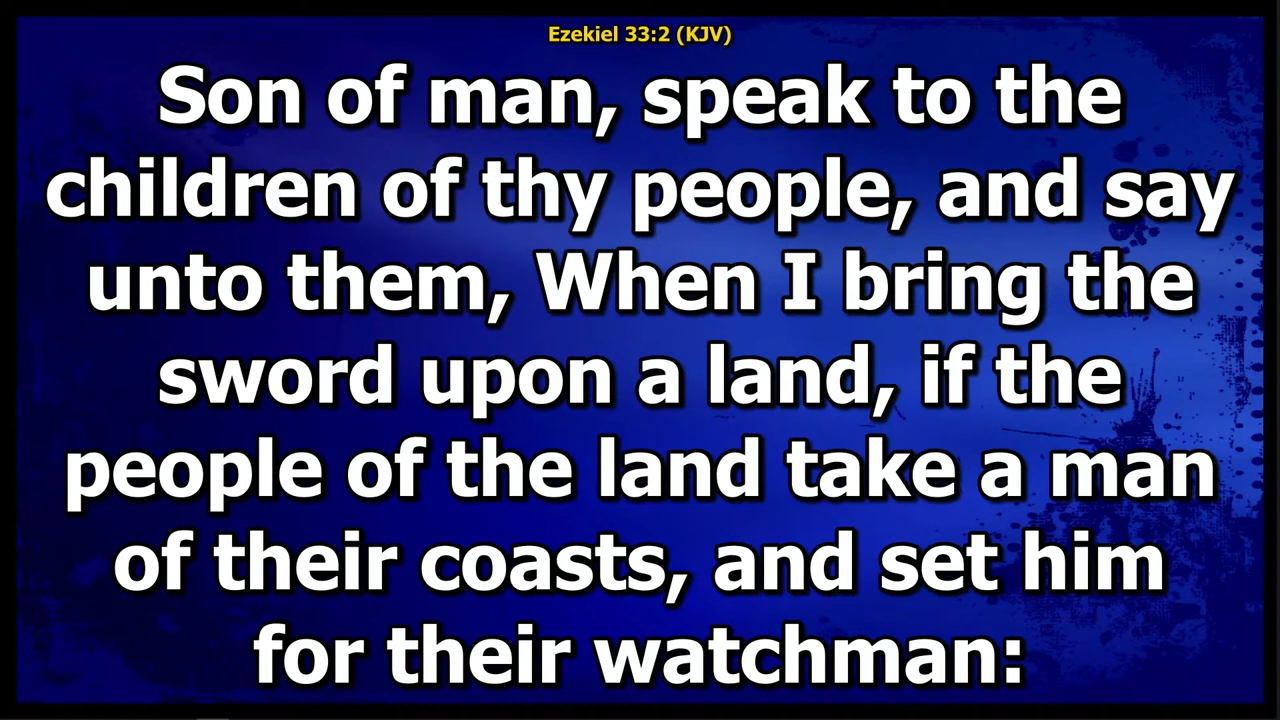 Ezekiel 33:2 (KJV)
Son of man, speak to the
children of thy people, and say
unto them, When I bring the
sword upon a land, if the
people of the land take a man
of their coasts, and set him
for their watchman: